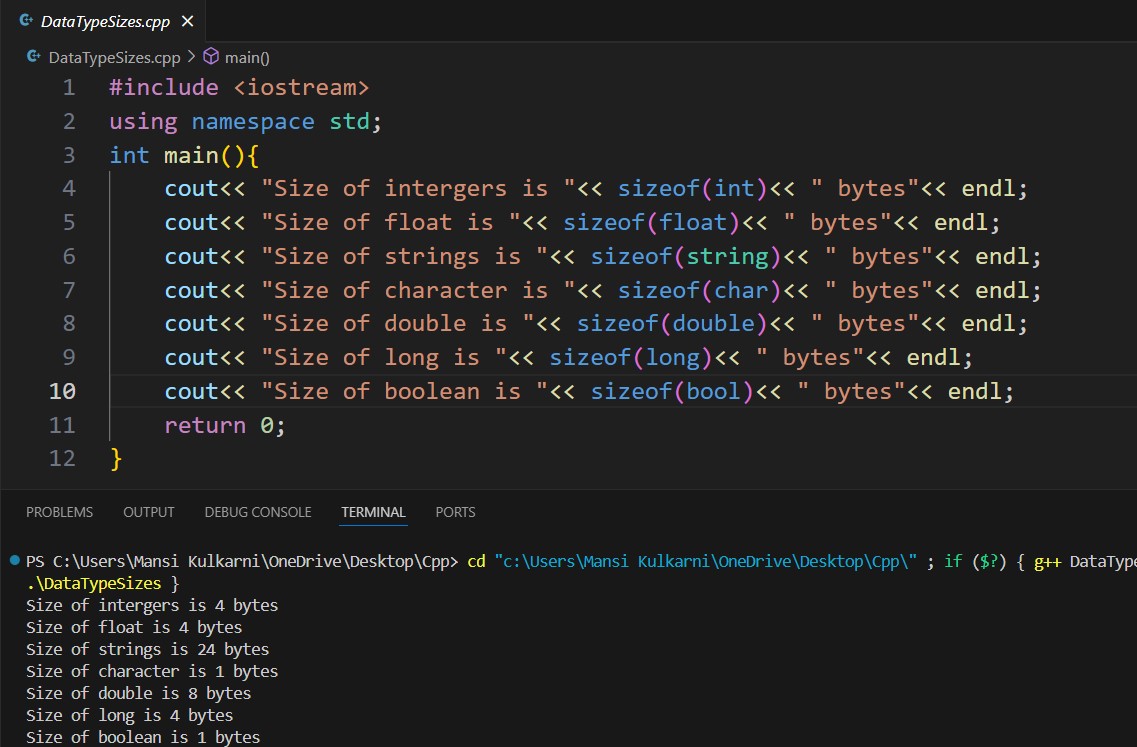 DataTypeSizes.cpp
DataTypeSizes.cpp > main()
1 #include <iostream>
2 using namespace std;
3 int main(){
4     cout<< "Size of intergers is "<< sizeof(int)<< " bytes"<< endl;
5     cout<< "Size of float is "<< sizeof(float)<< " bytes"<< endl;
6     cout<< "Size of strings is "<< sizeof(string)<< " bytes"<< endl;
7     cout<< "Size of character is "<< sizeof(char)<< " bytes"<< endl;
8     cout<< "Size of double is "<< sizeof(double)<< " bytes"<< endl;
9     cout<< "Size of long is "<< sizeof(long)<< " bytes"<< endl;
10     cout<< "Size of boolean is "<< sizeof(bool)<< " bytes"<< endl;
11     return 0;
12 }
PROBLEMS OUTPUT DEBUG CONSOLE TERMINAL PORTS
PS C:\Users\Mansi Kulkarni\OneDrive\Desktop\Cpp> cd "c:\Users\Mansi Kulkarni\OneDrive\Desktop\Cpp\" ; if ($?) { g++ DataType
.\DataTypeSizes }
Size of intergers is 4 bytes
Size of float is 4 bytes
Size of strings is 24 bytes
Size of character is 1 bytes
Size of double is 8 bytes
Size of long is 4 bytes
Size of boolean is 1 bytes